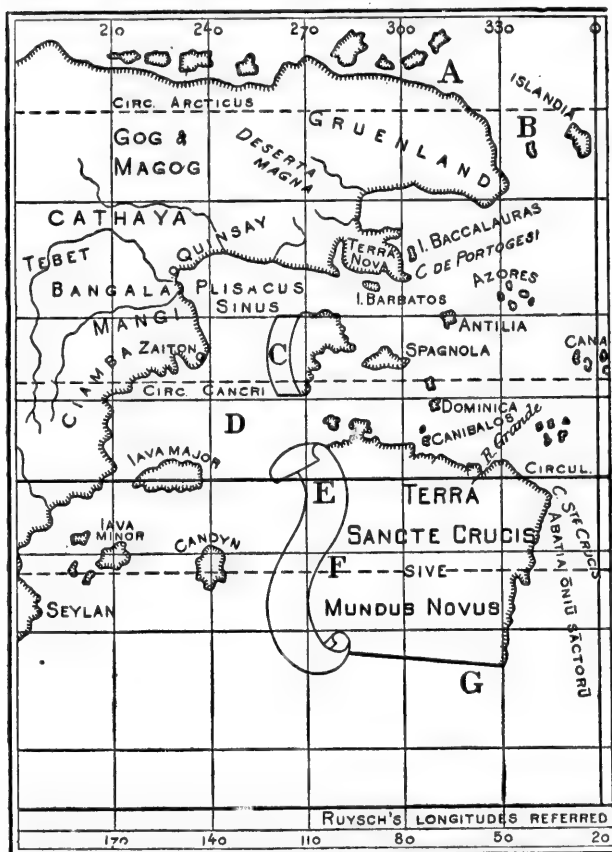 210 240 270 300 330 0
A
ISLANDIA
CIRC. ARCTICUS
B
GOG &
MAGOG
GRUENLAND
DESERTA
MAGNA
CATHAYA
QUINSAY
TEBET
TERRA
NOVA
I. BACCALAURAS
C DE PORTOGESI
BANGALA
PLISACUS
SINUS
I. BARBATOS
AZORES
MANGI
ANTILIA
CIAMBA
ZAITON
C
SPAGNOLA
CANA
CIRC. CANCRI
D
DOMINICA
CANIBALOS
R. Grande
IAVA MAJOR
CIRCUL.
E
TERRA
SANCTE CRUCIS
C. STE CRUCIS
ABATIA ŌNIŪ SĀCTORŪ
IAVA
MINOR
CANDYN
F
SIVE
SEYLAN
MUNDUS NOVUS
G
RUYSCH'S LONGITUDES REFERRED
170 140 110 80 50 20